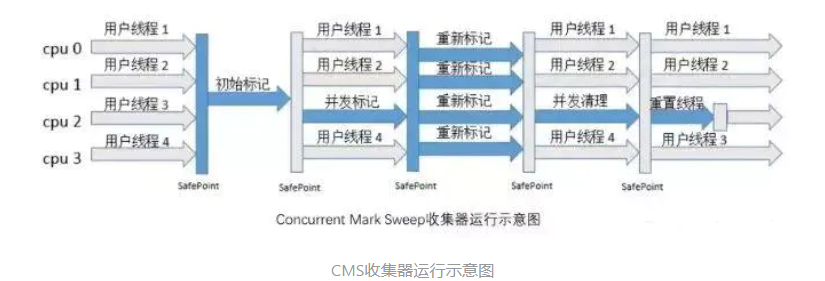 用户线程 1 用户线程 1 重新标记 用户线程 1 用户线程 1
cpu 0
用户线程 2 用户线程 2 重新标记 用户线程 2 用户线程 2
cpu 1
初始标记
用户线程 3 并发标记 重新标记 并发清理 重置线程
cpu 2
用户线程 4 用户线程 4 重新标记 用户线程 4 用户线程 3
cpu 3
SafePoint SafePoint SafePoint SafePoint SafePoint
Concurrent Mark Sweep收集器运行示意图
CMS收集器运行示意图